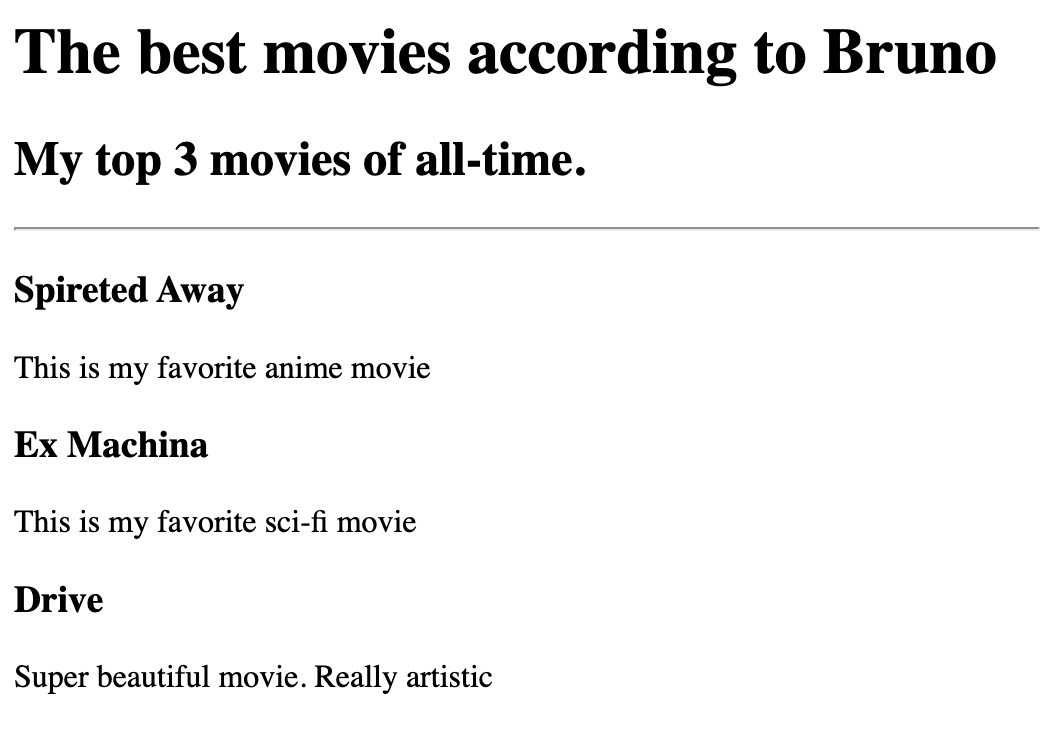 The best movies according to Bruno
My top 3 movies of all-time.
Spireted Away
This is my favorite anime movie
Ex Machina
This is my favorite sci-fi movie
Drive
Super beautiful movie. Really artistic